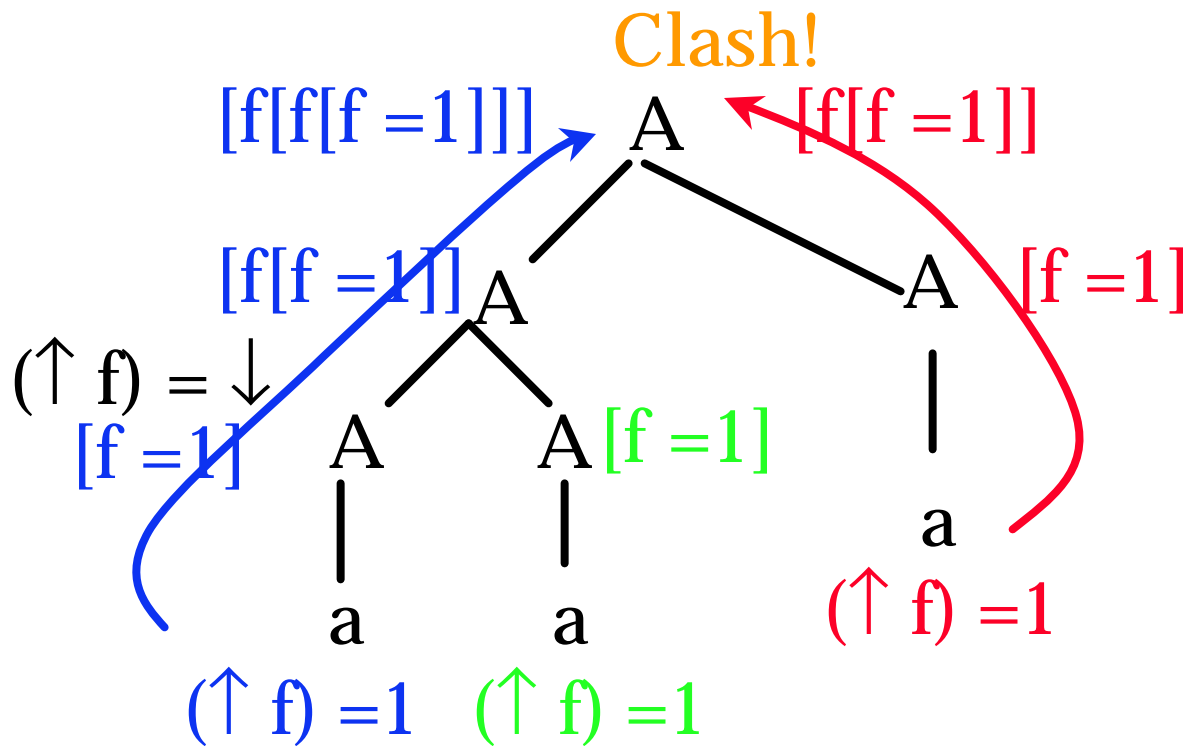 Clash!
[f[f[f =1]]] A [f[f =1]]
[f[f =1]] A A [f =1]
(↑ f) = ↓
[f =1] A A [f =1]
a
a a (↑ f) =1
(↑ f) =1 (↑ f) =1